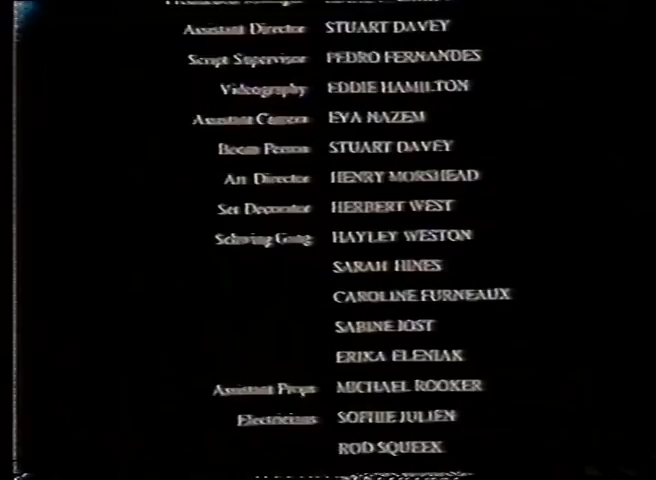 Assistant Director STUART DAVEY
Script Supervisor PEDRO FERNANDES
Videography EDDIE HAMILTON
Assistant Camera EVA NAZEM
Boom Person STUART DAVEY
Art Director HENRY MORSHEAD
Set Decorator HERBERT WEST
Schwing Gang HAYLEY WESTON
SARAH HINES
CAROLINE FURNEAUX
SABINE JOST
ERIKA ELENIAK
Assistant Props MICHAEL ROOKER
Electricians SOPHIE JULIEN
ROD SQUEEX